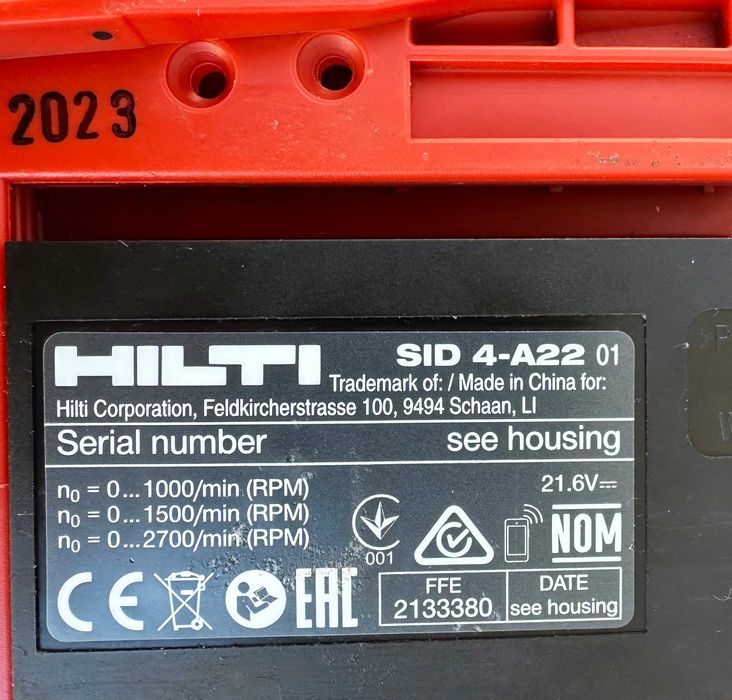 2023
HILTI SID 4-A22 01
Trademark of: / Made in China for:
Hilti Corporation, Feldkircherstrasse 100, 9494 Schaan, LI
Serial number see housing
n₀ = 0...1000/min (RPM) 21.6V⎓
n₀ = 0...1500/min (RPM)
n₀ = 0...2700/min (RPM)
001 NOM
CE EAC
FFE 2133380
DATE see housing